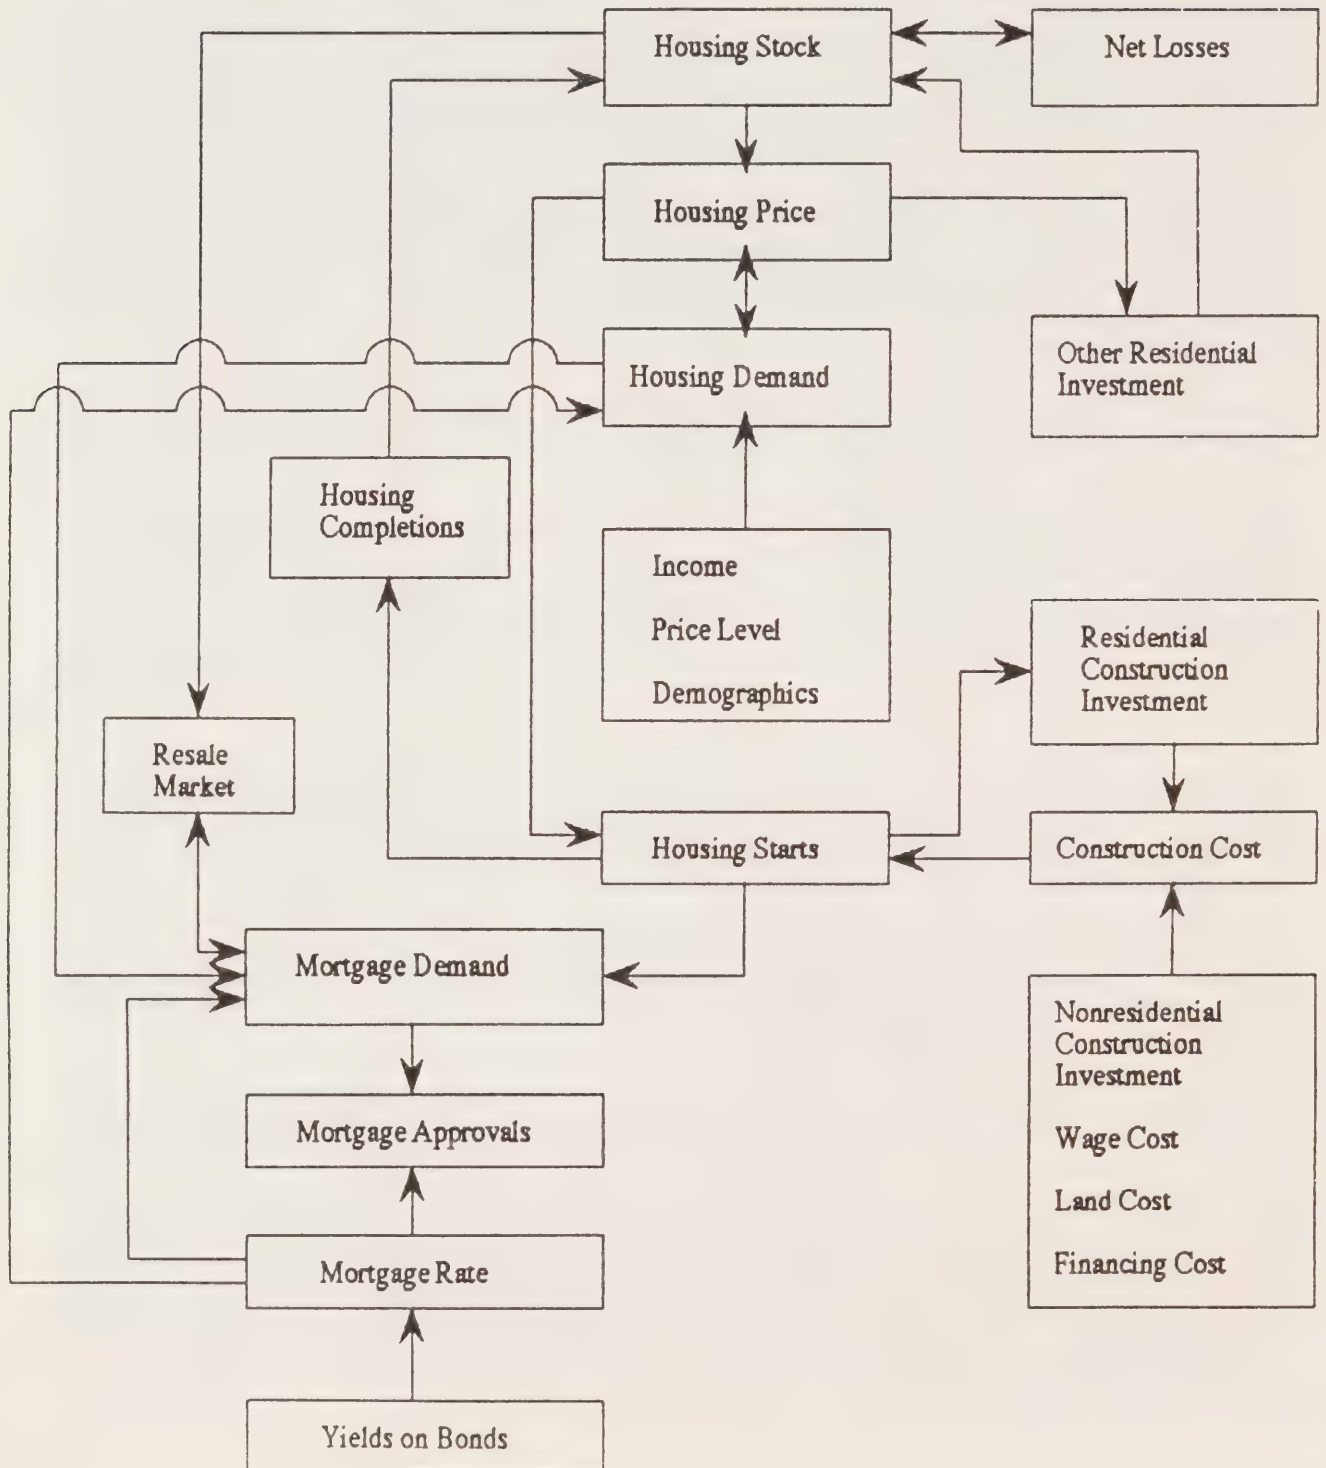 Housing Stock
Net Losses
Housing Price
Housing Demand
Other Residential
Investment
Housing
Completions
Income
Price Level
Demographics
Residential
Construction
Investment
Resale
Market
Housing Starts
Construction Cost
Mortgage Demand
Nonresidential
Construction
Investment
Mortgage Approvals
Wage Cost
Land Cost
Mortgage Rate
Financing Cost
Yields on Bonds